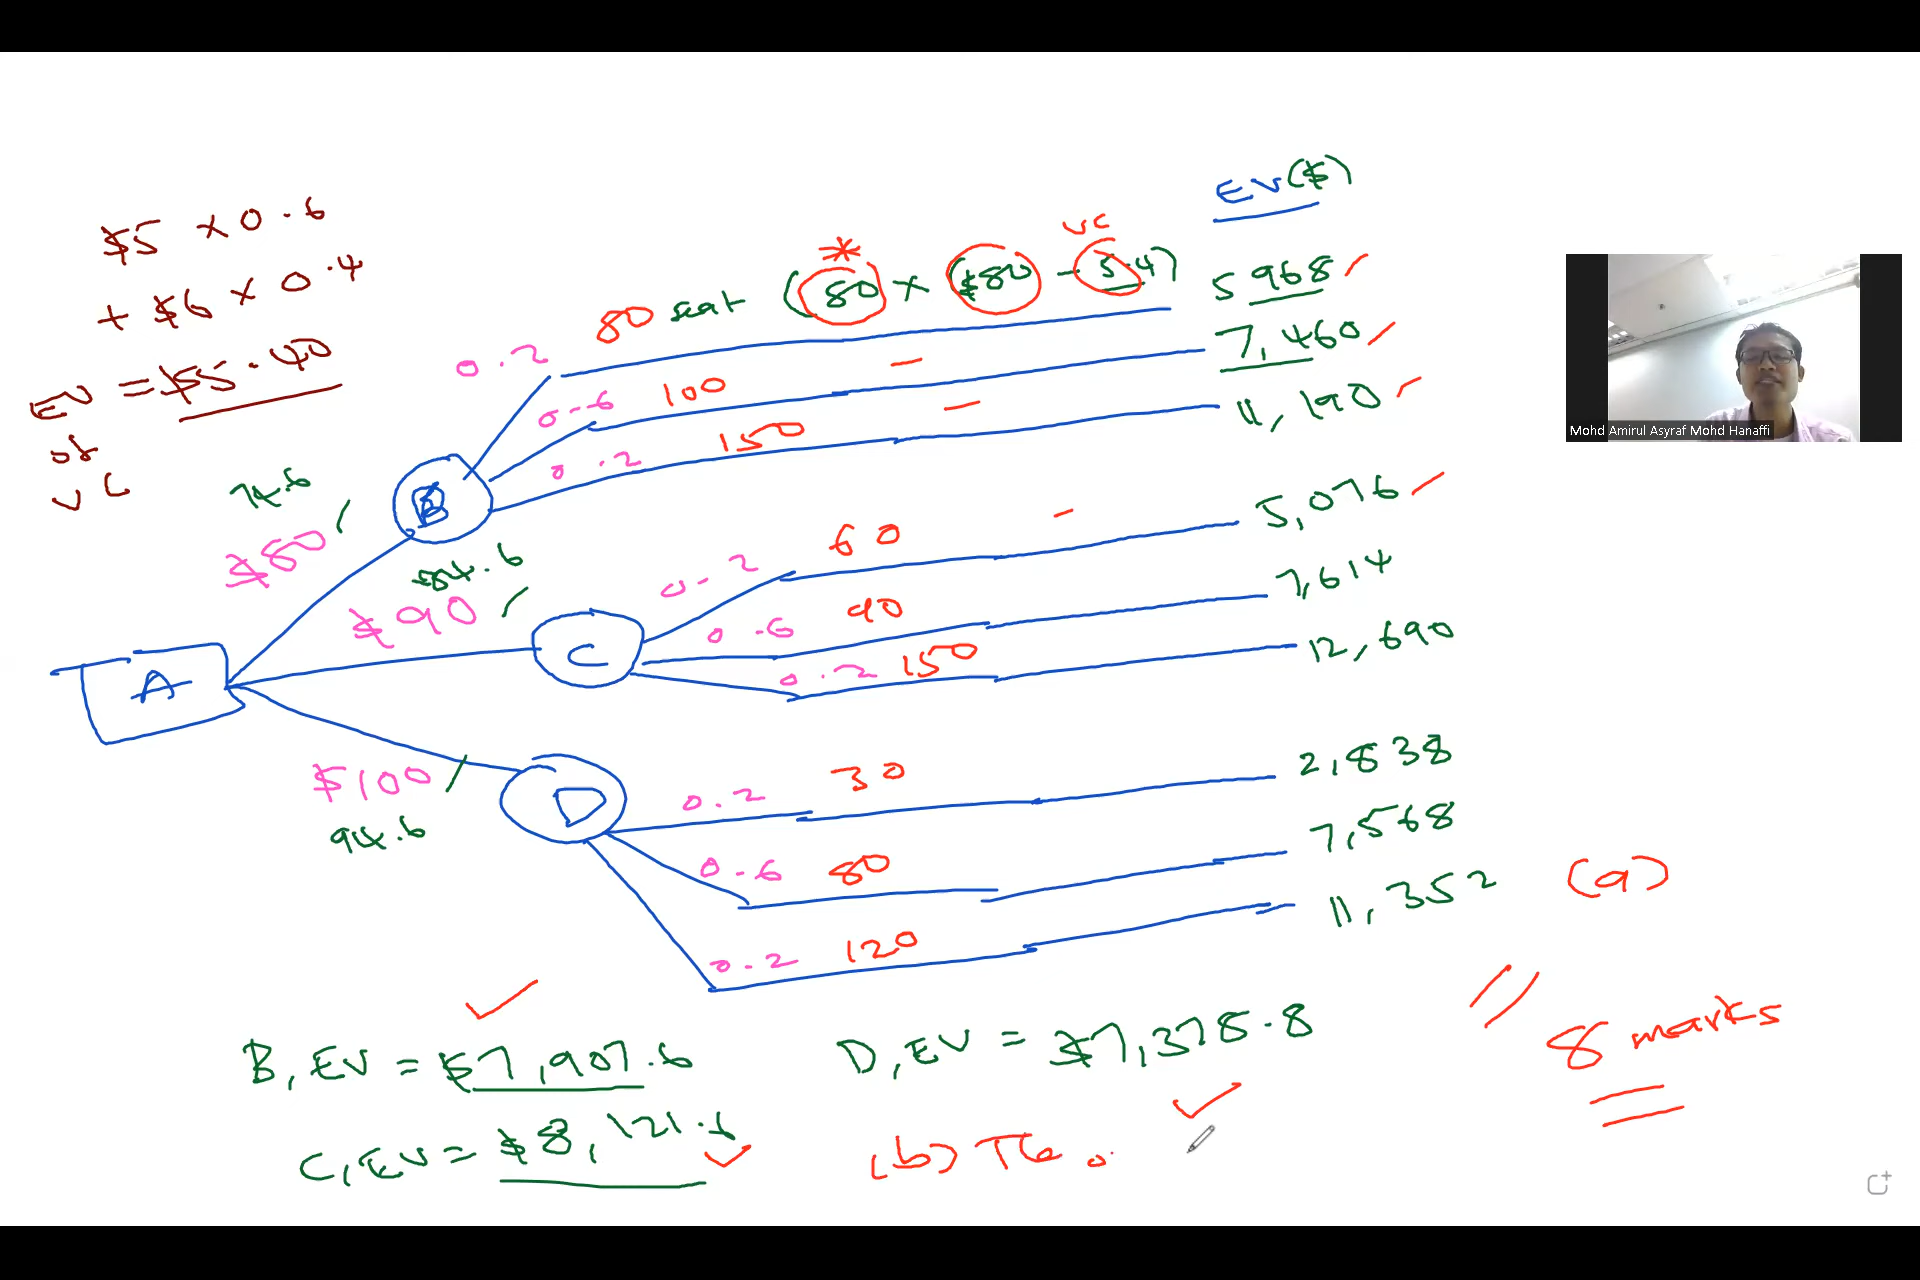 $5 × 0.6
+ $6 × 0.4
EV = $5.40
of
VC
EV($)
VC
*
80 seat (80 × ($80 - 5.4)
5968
0.2
0.6 100 -
7,460
0.2 150 -
11,190
B
74.6
$80
84.6
$90
0.2 60 -
5,076
C
0.6 90
7,614
0.2 150
12,690
A
$100
94.6
D
0.2 30
2,838
0.6 80
7,568
0.2 120
11,352
(a)
8 marks
B, EV = $7,907.6
D, EV = $7,378.8
C, EV = $8,121.6
(b) The o
Mohd Amirul Asyraf Mohd Hanaffi